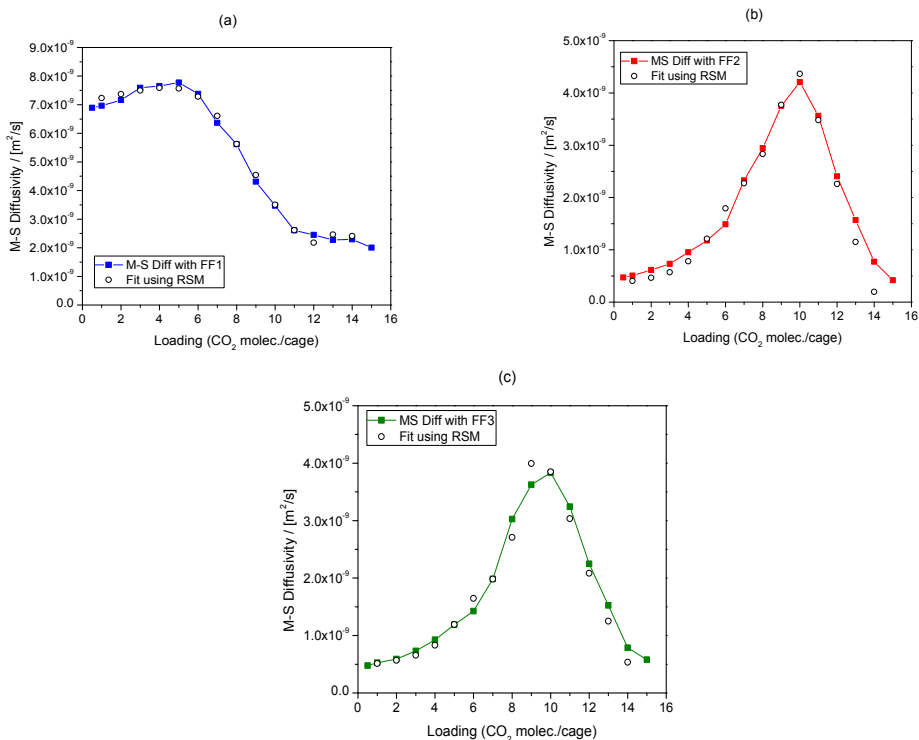 (a)
9.0x10⁻⁹
8.0x10⁻⁹
7.0x10⁻⁹
6.0x10⁻⁹
5.0x10⁻⁹
4.0x10⁻⁹
3.0x10⁻⁹
2.0x10⁻⁹
1.0x10⁻⁹
0.0
M-S Diffusivity / [m²/s]
M-S Diff with FF1
Fit using RSM
0 2 4 6 8 10 12 14 16
Loading (CO₂ molec./cage)
(b)
5.0x10⁻⁹
4.0x10⁻⁹
3.0x10⁻⁹
2.0x10⁻⁹
1.0x10⁻⁹
0.0
M-S Diffusivity / [m²/s]
MS Diff with FF2
Fit using RSM
0 2 4 6 8 10 12 14 16
Loading (CO₂ molec./cage)
(c)
5.0x10⁻⁹
4.0x10⁻⁹
3.0x10⁻⁹
2.0x10⁻⁹
1.0x10⁻⁹
0.0
M-S Diffusivity / [m²/s]
MS Diff with FF3
Fit using RSM
0 2 4 6 8 10 12 14 16
Loading (CO₂ molec./cage)